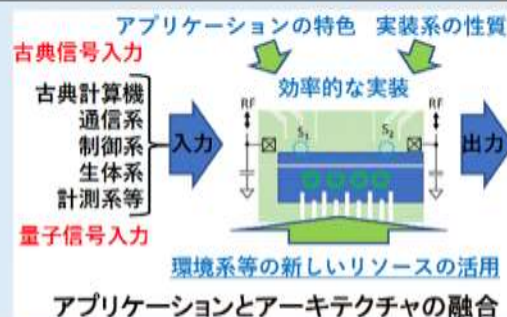 アプリケーションの特色 実装系の性質
古典信号入力
効率的な実装
古典計算機
通信系
制御系
生体系
計測系等
入力
RF
S1
S2
RF
出力
量子信号入力
環境系等の新しいリソースの活用
アプリケーションとアーキテクチャの融合